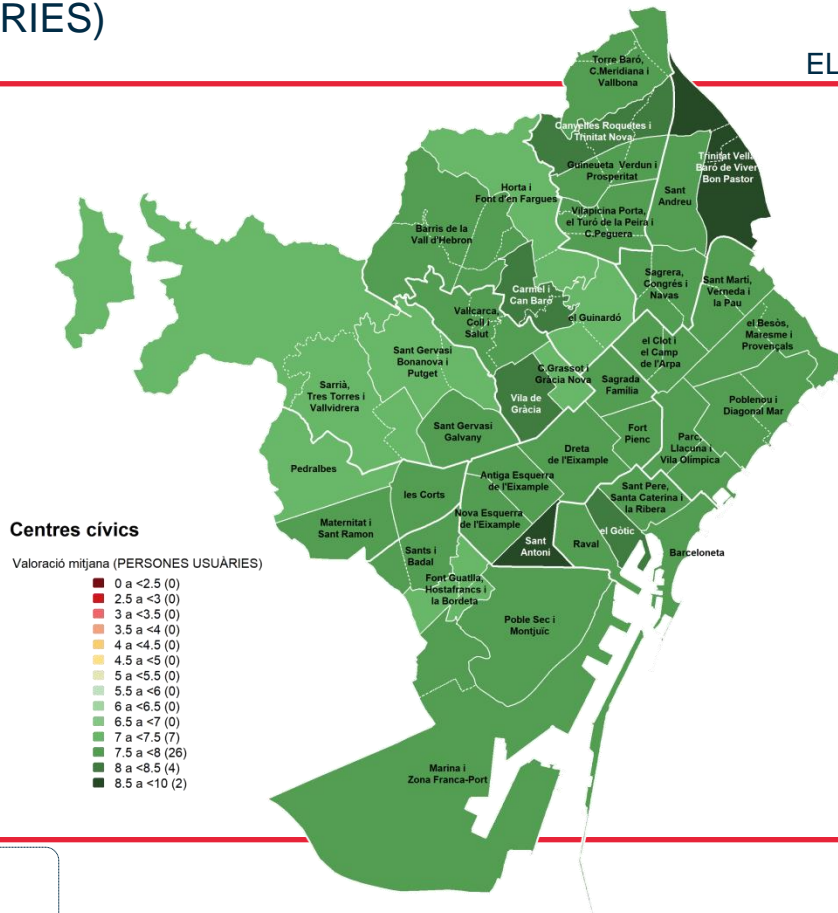 RIES)
EL
Torre Baró,
C.Meridiana i
Vallbona
Canyelles Roquetes i
Trinitat Nova
Trinitat Vella
Baró de Viver
Bon Pastor
Guineueta Verdun i
Prosperitat
Horta i
Font d'en Fargues
Sant
Andreu
Vilapicina Porta,
el Turó de la Peira i
C.Peguera
Barris de la
Vall d'Hebron
Sagrera,
Congrés i
Navas
Sant Martí,
Verneda i
la Pau
Carmel i
Can Baró
Vallcarca,
Coll i
Salut
el Guinardó
el Besòs,
Maresme i
Provençals
el Clot i
el Camp
de l'Arpa
Sant Gervasi
Bonanova i
Putget
C.Grassot i
Gràcia Nova
Sagrada
Família
Sarrià,
Tres Torres i
Vallvidrera
Vila de
Gràcia
Poblenou i
Diagonal Mar
Sant Gervasi
Galvany
Fort
Pienc
Parc,
Llacuna i
Vila Olímpica
Dreta
de l'Eixample
Pedralbes
Antiga Esquerra
de l'Eixample
Sant Pere,
Santa Caterina i
la Ribera
les Corts
Nova Esquerra
de l'Eixample
Maternitat i
Sant Ramon
el Gòtic
Sant
Antoni
Raval
Barceloneta
Sants i
Badal
Font Guatlla,
Hostafrancs i
la Bordeta
Poble Sec i
Montjuïc
Marina i
Zona Franca-Port
Centres cívics
Valoració mitjana (PERSONES USUÀRIES)
0 a <2.5 (0)
2.5 a <3 (0)
3 a <3.5 (0)
3.5 a <4 (0)
4 a <4.5 (0)
4.5 a <5 (0)
5 a <5.5 (0)
5.5 a <6 (0)
6 a <6.5 (0)
6.5 a <7 (0)
7 a <7.5 (7)
7.5 a <8 (26)
8 a <8.5 (4)
8.5 a <10 (2)